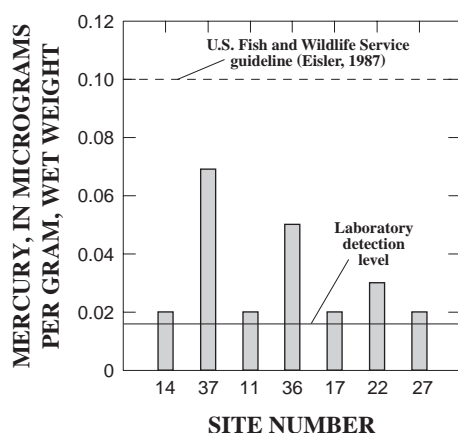 MERCURY, IN MICROGRAMS
PER GRAM, WET WEIGHT
0.12
0.10
0.08
0.06
0.04
0.02
0
U.S. Fish and Wildlife Service
guideline (Eisler, 1987)
Laboratory
detection
level
14 37 11 36 17 22 27
SITE NUMBER